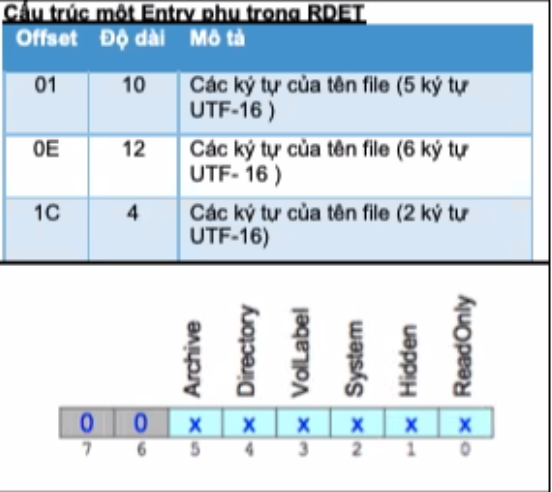 Cấu trúc một Entry phụ trong RDET
Offset Độ dài Mô tả
01 10 Các ký tự của tên file (5 ký tự
UTF-16 )
0E 12 Các ký tự của tên file (6 ký tự
UTF- 16 )
1C 4 Các ký tự của tên file (2 ký tự
UTF-16)
Archive Directory VolLabel System Hidden ReadOnly
0 0 x x x x x x
7 6 5 4 3 2 1 0